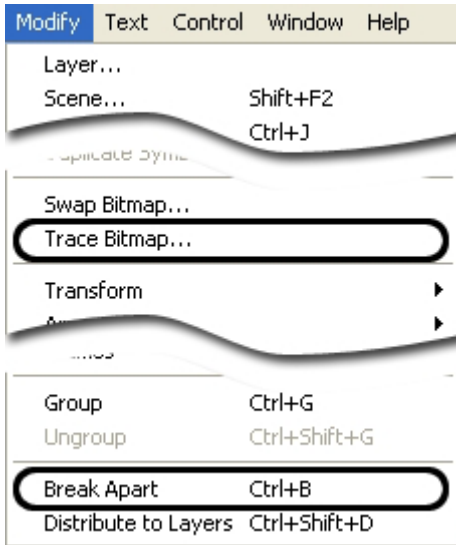 Modify Text Control Window Help
Layer...
Scene... Shift+F2
Ctrl+J
Swap Bitmap...
Trace Bitmap...
Transform
Group Ctrl+G
Ungroup Ctrl+Shift+G
Break Apart Ctrl+B
Distribute to Layers Ctrl+Shift+D